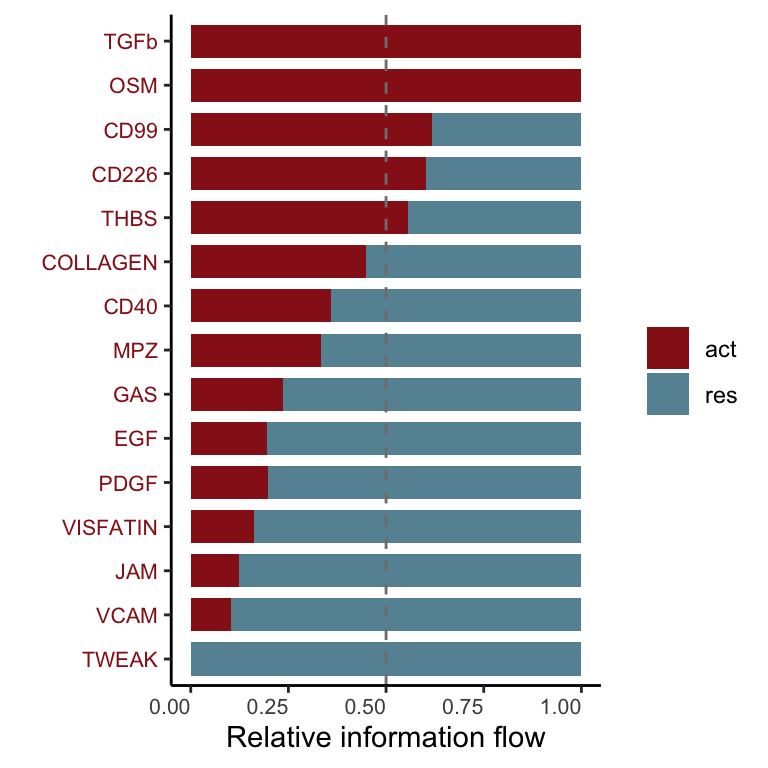 TGFb
OSM
CD99
CD226
THBS
COLLAGEN
CD40
MPZ
GAS
EGF
PDGF
VISFATIN
JAM
VCAM
TWEAK
0.00 0.25 0.50 0.75 1.00
Relative information flow
act
res